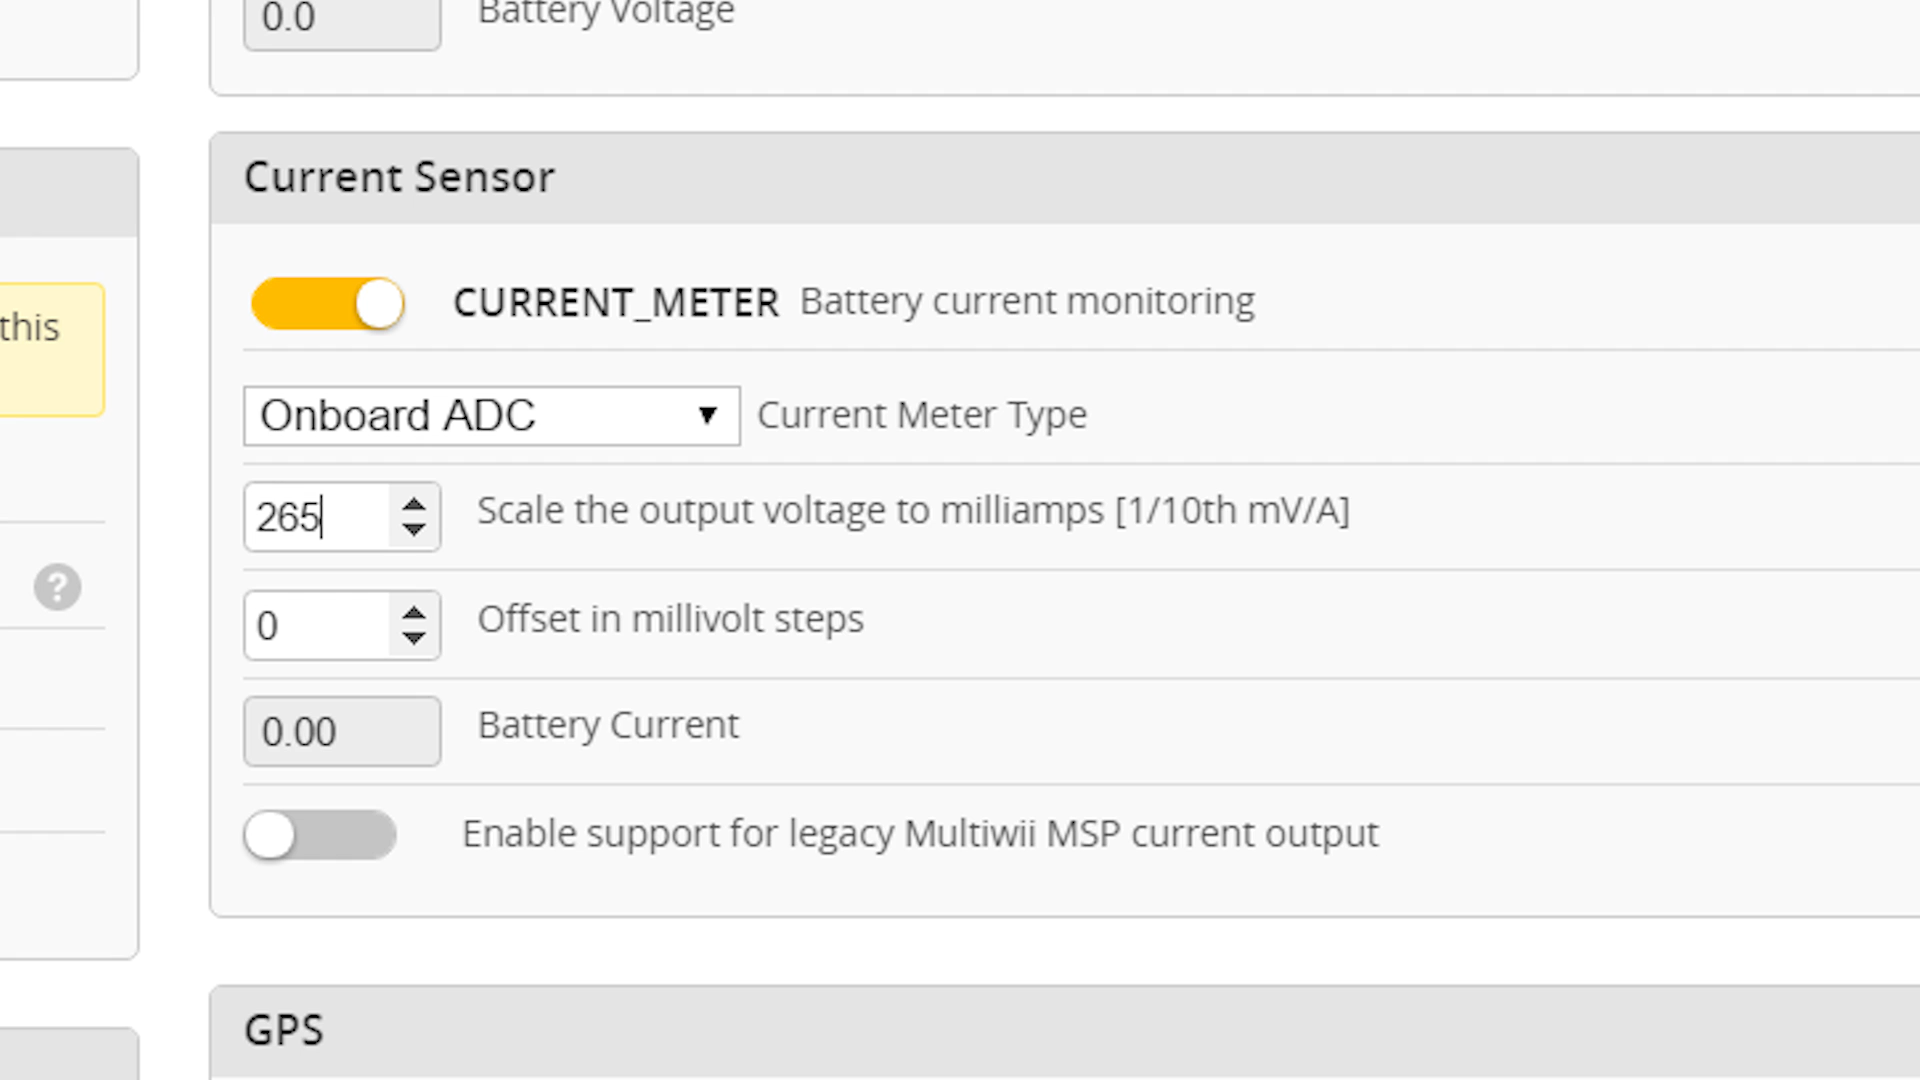 0.0 Battery Voltage
Current Sensor
this
CURRENT_METER Battery current monitoring
Onboard ADC ▼ Current Meter Type
265 Scale the output voltage to milliamps [1/10th mV/A]
?
0 Offset in millivolt steps
0.00 Battery Current
Enable support for legacy Multiwii MSP current output
GPS